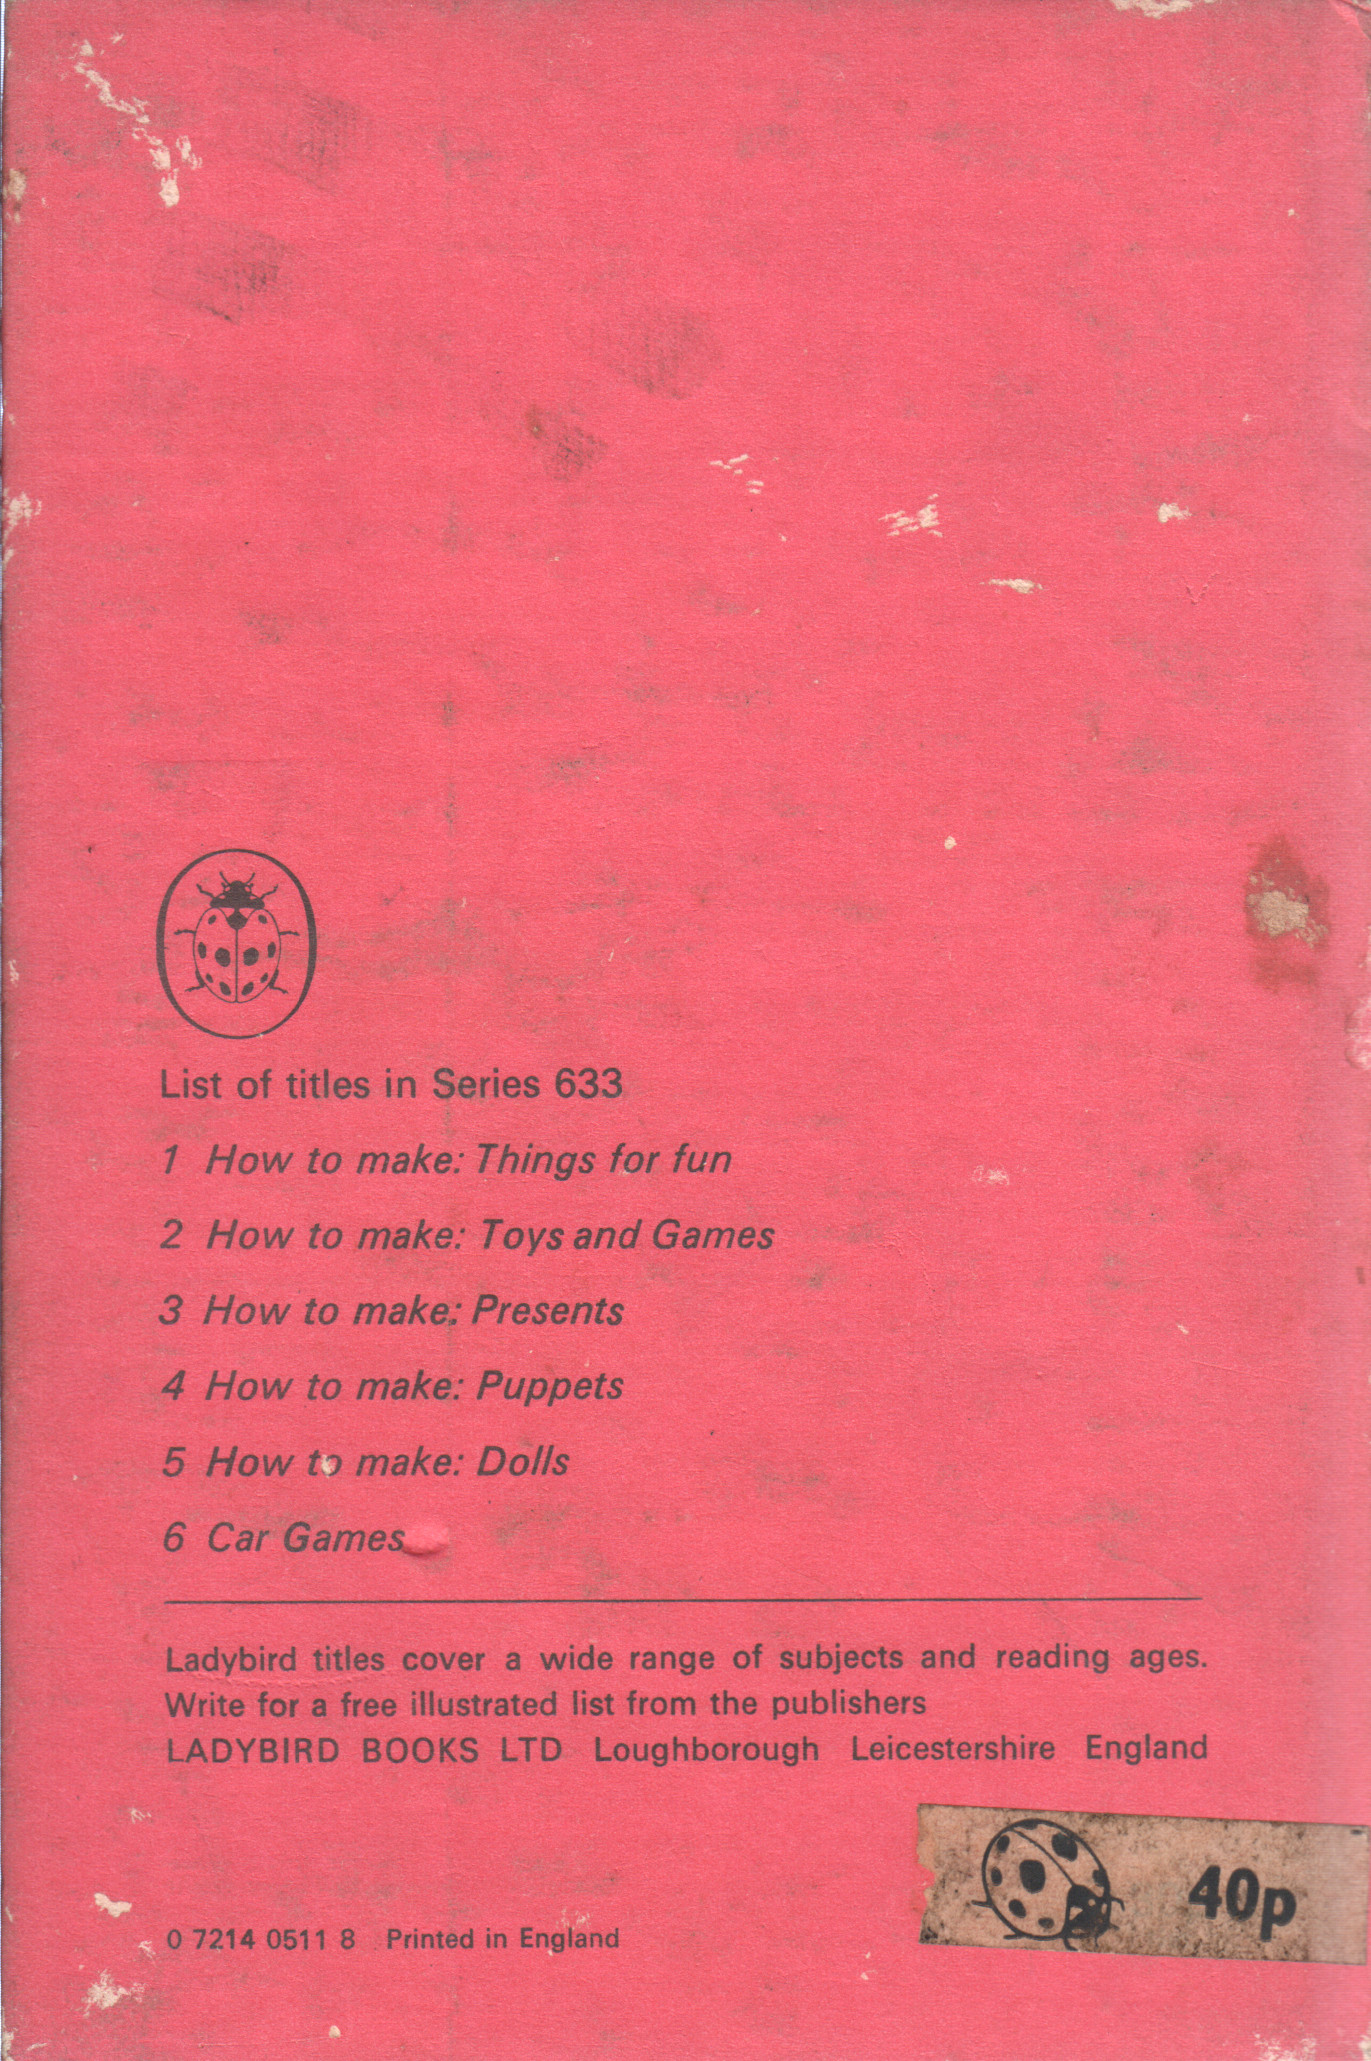 List of titles in Series 633
1 How to make: Things for fun
2 How to make: Toys and Games
3 How to make: Presents
4 How to make: Puppets
5 How to make: Dolls
6 Car Games
Ladybird titles cover a wide range of subjects and reading ages.
Write for a free illustrated list from the publishers
LADYBIRD BOOKS LTD Loughborough Leicestershire England
40p
0 7214 0511 8 Printed in England